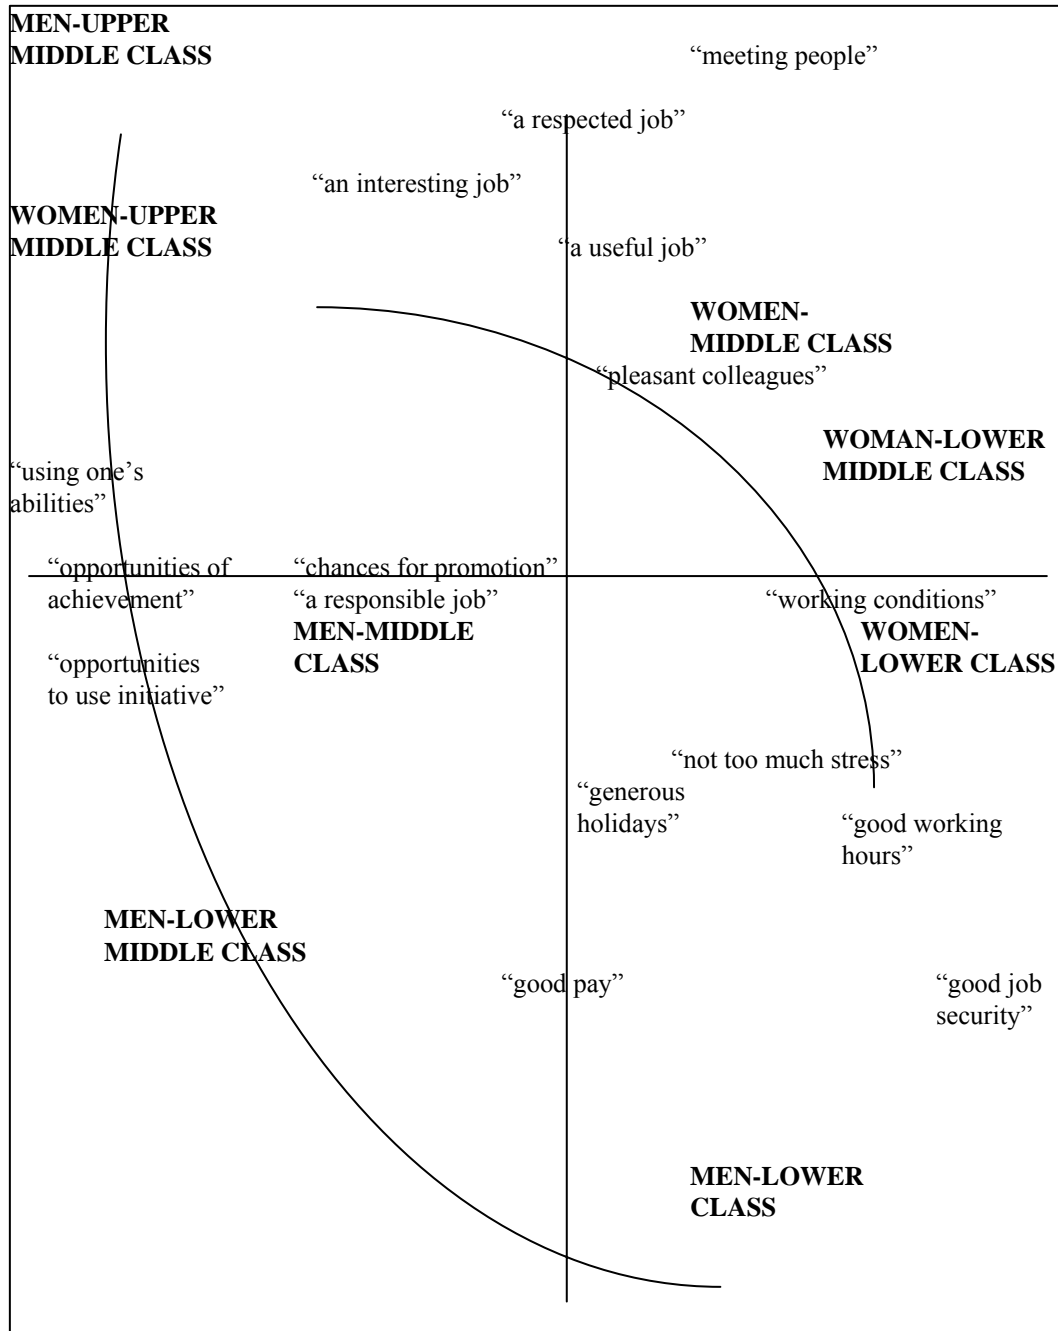 MEN-UPPER
MIDDLE CLASS
“meeting people”
“a respected job”
“an interesting job”
WOMEN-UPPER
MIDDLE CLASS
“a useful job”
WOMEN-
MIDDLE CLASS
“pleasant colleagues”
WOMAN-LOWER
MIDDLE CLASS
“using one’s
abilities”
“opportunities of
achievement”
“chances for promotion”
“a responsible job”
MEN-MIDDLE
CLASS
“working conditions”
WOMEN-
LOWER CLASS
“opportunities
to use initiative”
“not too much stress”
“generous
holidays”
“good working
hours”
MEN-LOWER
MIDDLE CLASS
“good pay”
“good job
security”
MEN-LOWER
CLASS